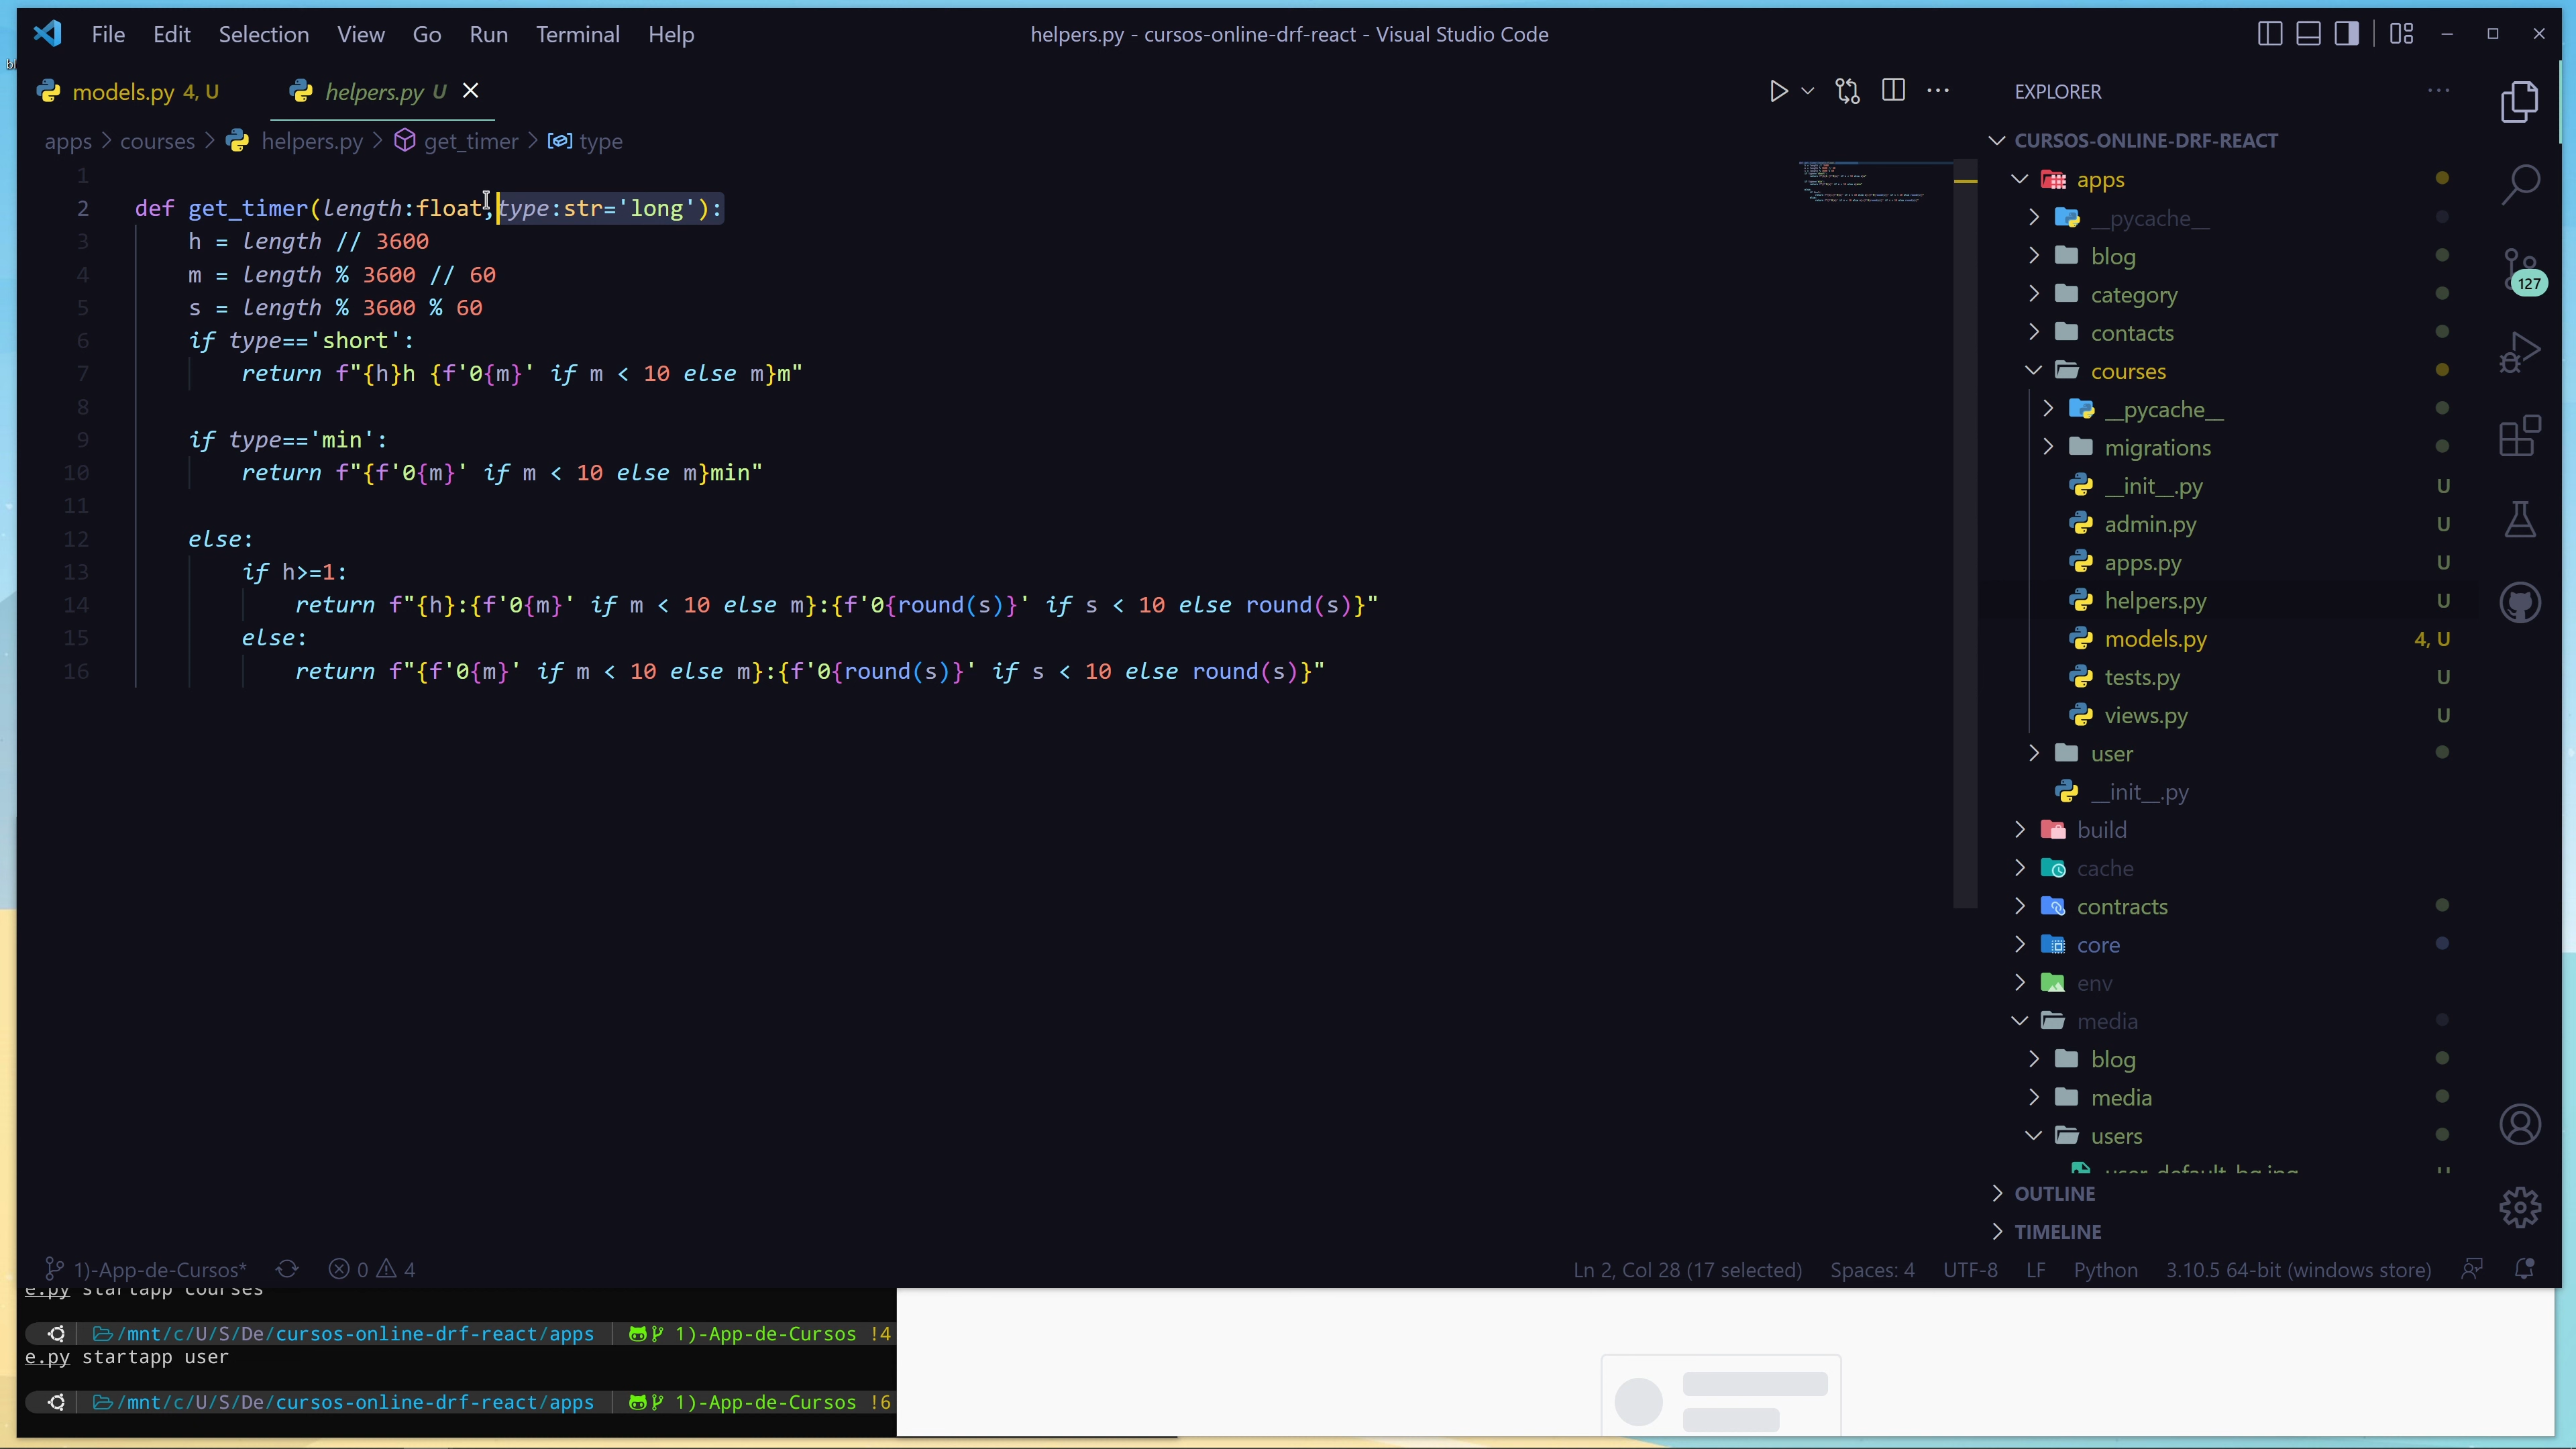 File Edit Selection View Go Run Terminal Help
helpers.py - cursos-online-drf-react - Visual Studio Code
models.py 4, U
helpers.py U
apps > courses > helpers.py > get_timer > type
1
2 def get_timer(length:float,type:str='long'):
3 h = length // 3600
4 m = length % 3600 // 60
5 s = length % 3600 % 60
6 if type=='short':
7 return f"{h}h {f'0{m}' if m < 10 else m}m"
8
9 if type=='min':
10 return f"{f'0{m}' if m < 10 else m}min"
11
12 else:
13 if h>=1:
14 return f"{h}:{f'0{m}' if m < 10 else m}:{f'0{round(s)}' if s < 10 else round(s)}"
15 else:
16 return f"{f'0{m}' if m < 10 else m}:{f'0{round(s)}' if s < 10 else round(s)}"
EXPLORER
CURSOS-ONLINE-DRF-REACT
apps
__pycache__
blog
category
contacts
courses
__pycache__
migrations
__init__.py U
admin.py U
apps.py U
helpers.py U
models.py 4, U
tests.py U
views.py U
user
__init__.py
build
cache
contracts
core
env
media
blog
media
users
user_default_bg.jpg U
OUTLINE
TIMELINE
127
1)-App-de-Cursos* 0 4
Ln 2, Col 28 (17 selected) Spaces: 4 UTF-8 LF Python 3.10.5 64-bit (windows store)
e.py startapp courses
/mnt/c/U/S/De/cursos-online-drf-react/apps 1)-App-de-Cursos !4
e.py startapp user
/mnt/c/U/S/De/cursos-online-drf-react/apps 1)-App-de-Cursos !6